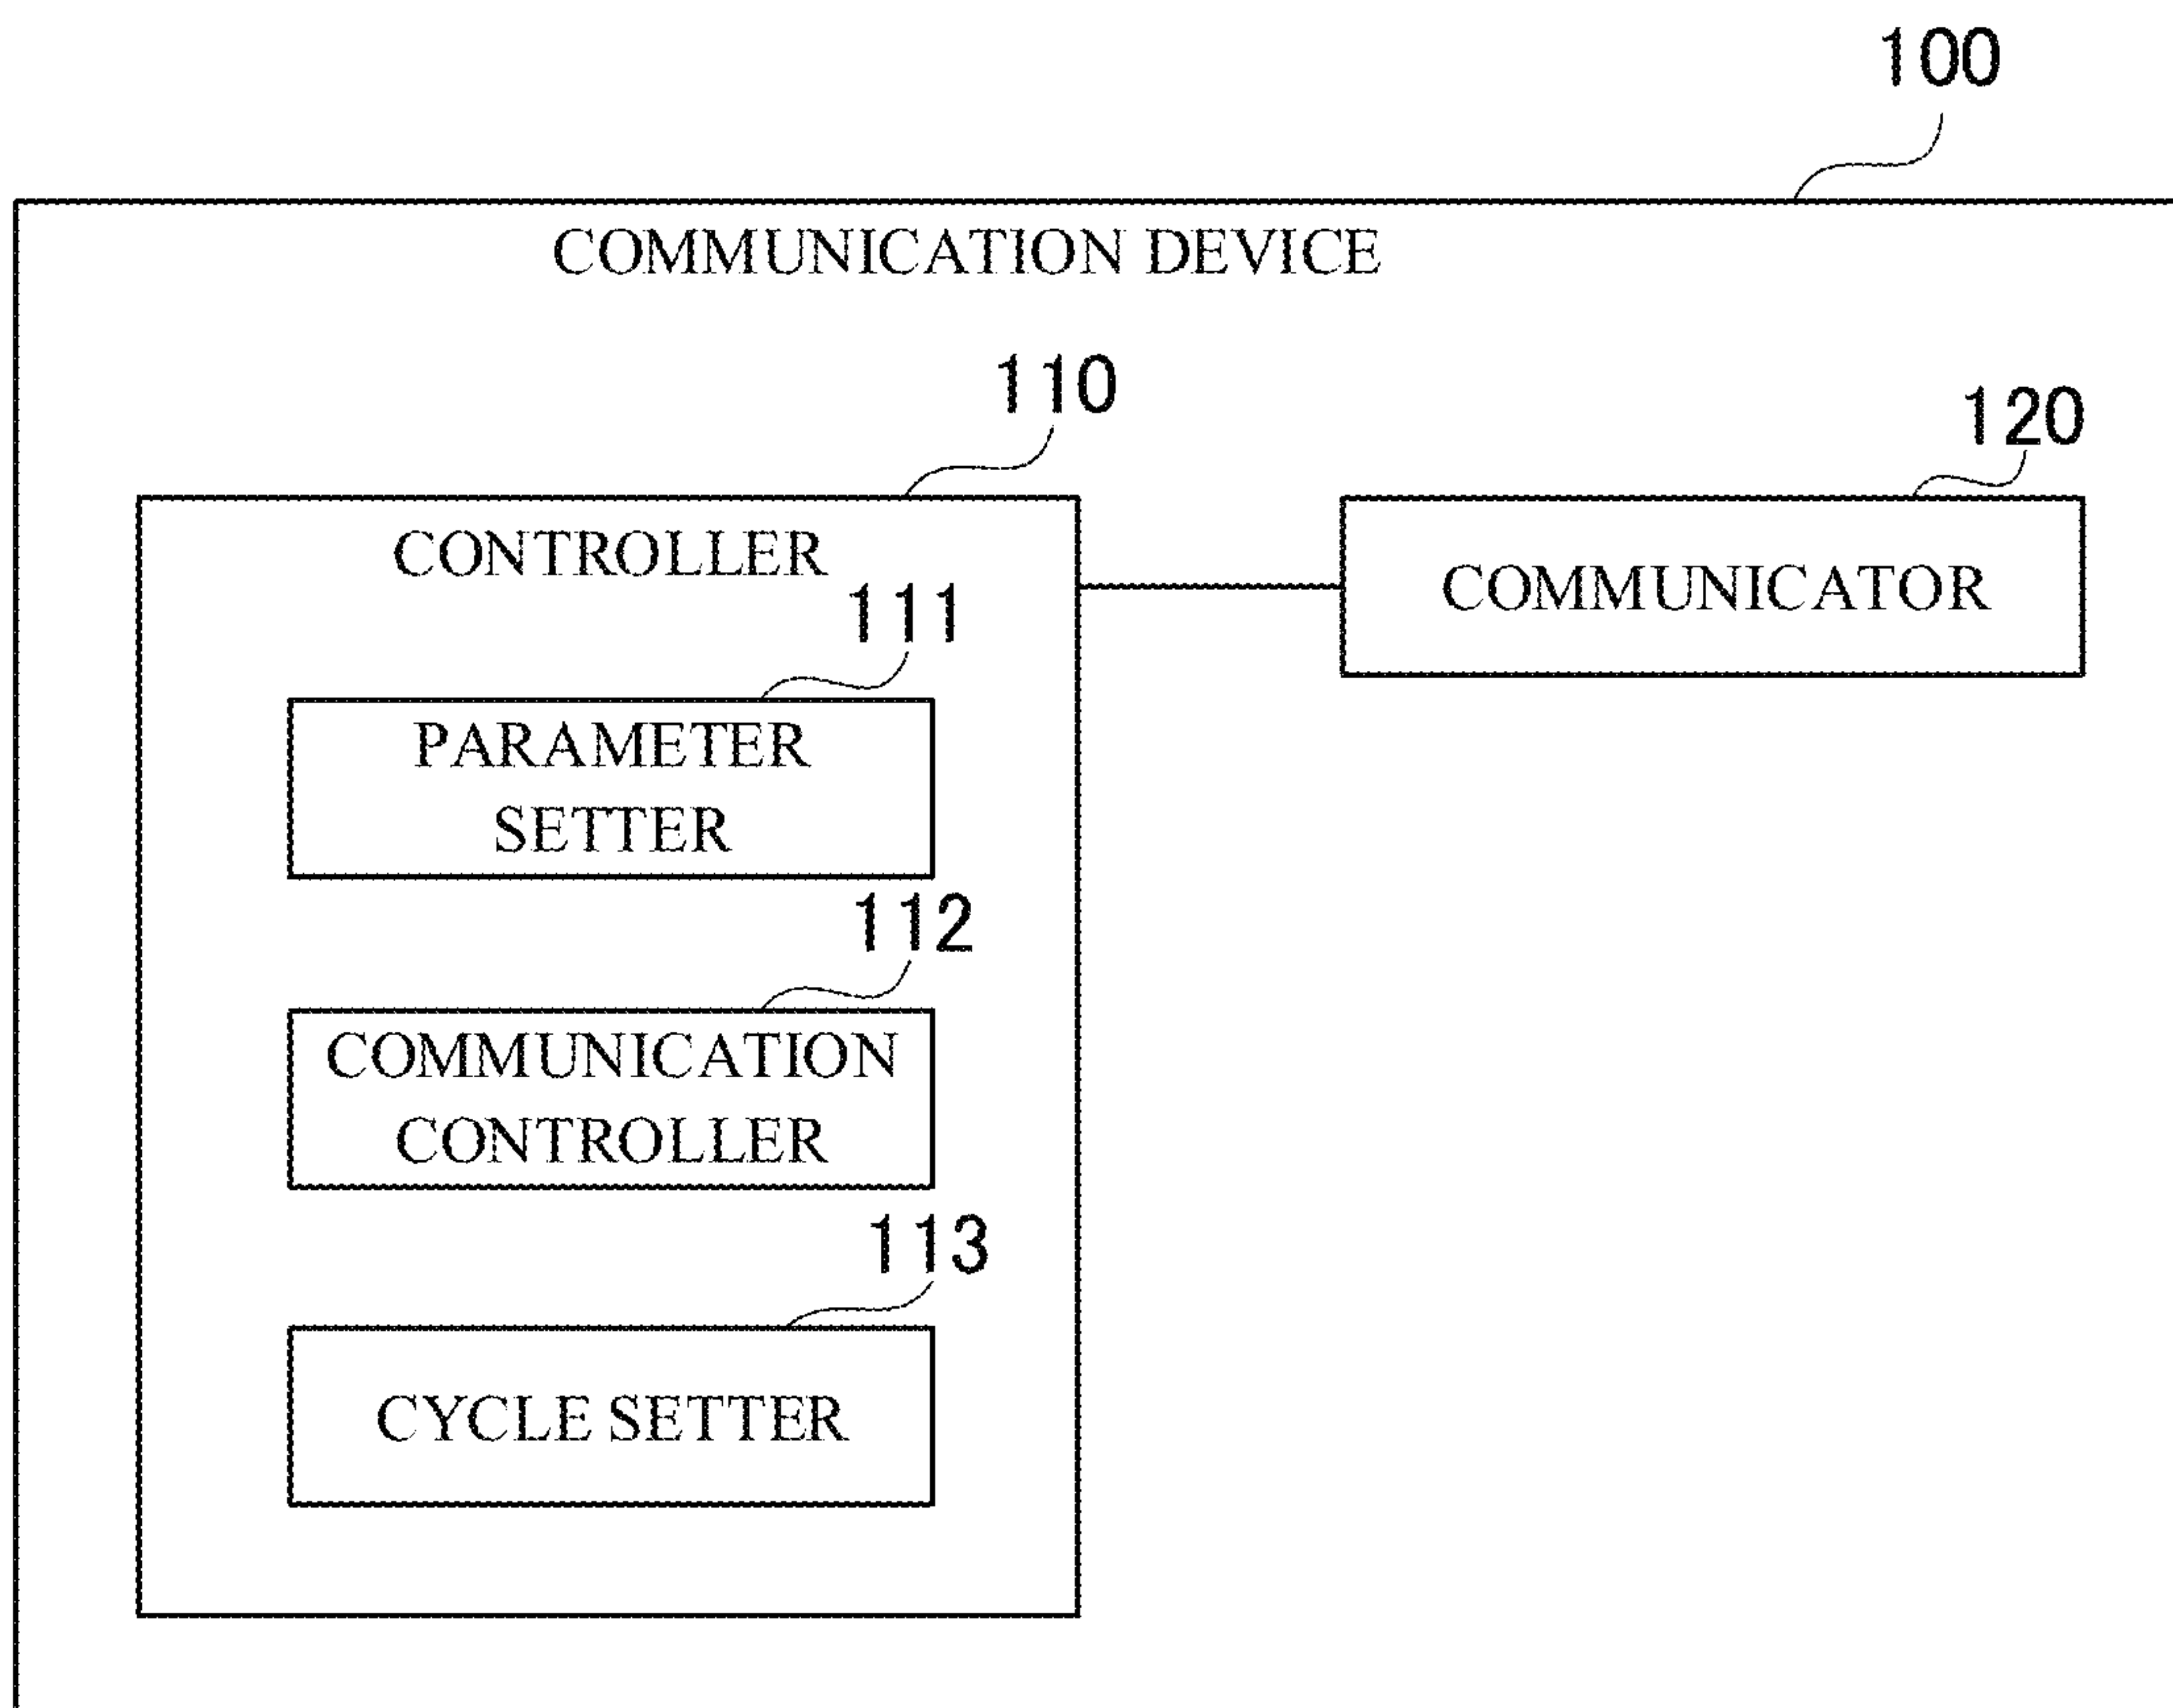 100
COMMUNICATION DEVICE
110
120
CONTROLLER
COMMUNICATOR
111
PARAMETER
SETTER
112
COMMUNICATION
CONTROLLER
113
CYCLE SETTER